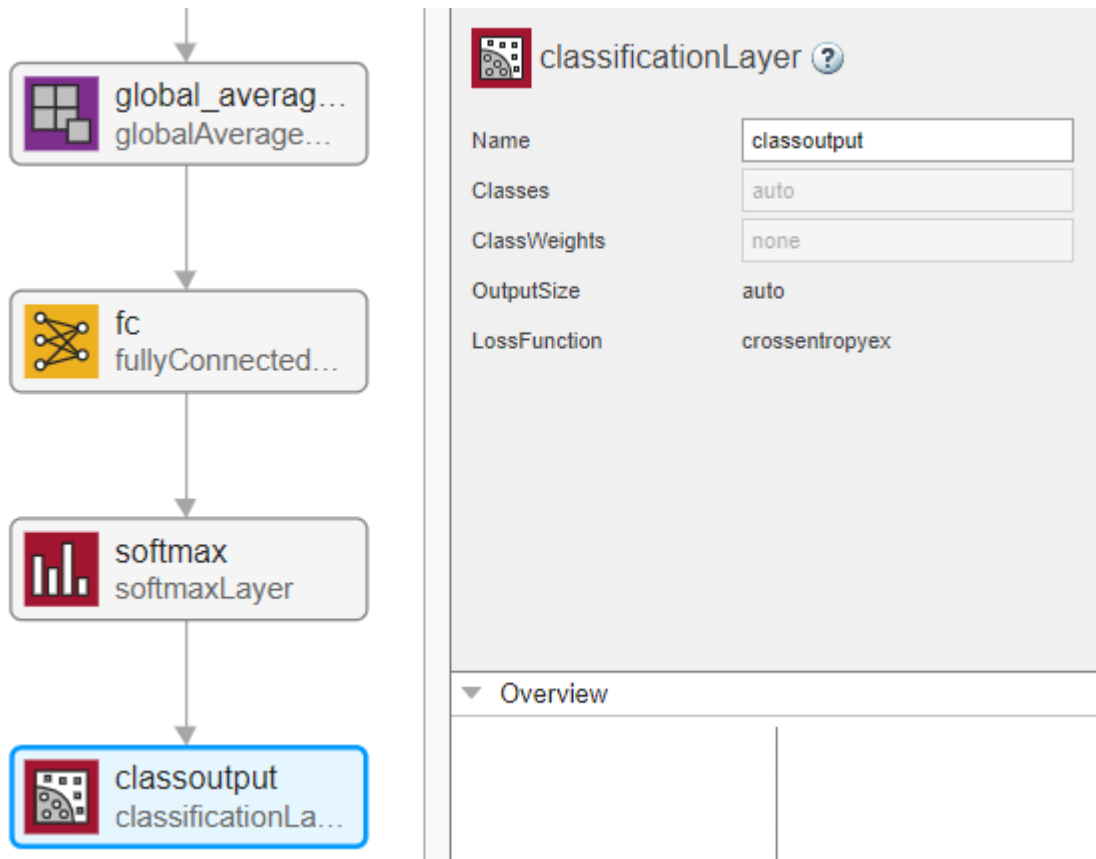 global_averag...
globalAverage...
fc
fullyConnected...
softmax
softmaxLayer
classoutput
classificationLa...
classificationLayer ?
Name classoutput
Classes auto
ClassWeights none
OutputSize auto
LossFunction crossentropyex
Overview